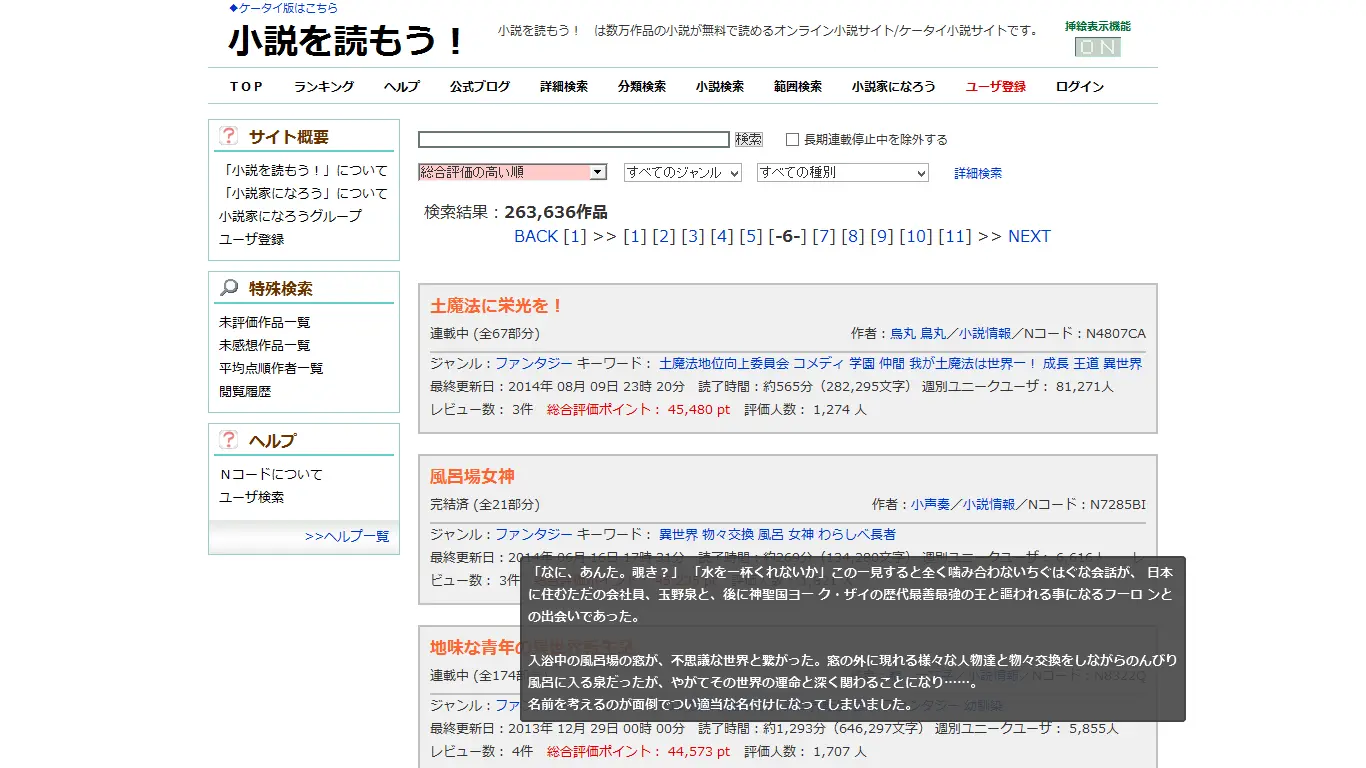 ◆ケータイ版はこちら
小説を読もう！
小説を読もう！　は数万作品の小説が無料で読めるオンライン小説サイト/ケータイ小説サイトです。
挿絵表示機能
ON
TOP ランキング ヘルプ 公式ブログ 詳細検索 分類検索 小説検索 範囲検索 小説家になろう ユーザ登録 ログイン
サイト概要
「小説を読もう！」について
「小説家になろう」について
小説家になろうグループ
ユーザ登録
特殊検索
未評価作品一覧
未感想作品一覧
平均点順作者一覧
閲覧履歴
ヘルプ
Nコードについて
ユーザ検索
>>ヘルプ一覧
検索 長期連載停止中を除外する
総合評価の高い順 すべてのジャンル すべての種別 詳細検索
検索結果：263,636作品
BACK [1] >> [1] [2] [3] [4] [5] [-6-] [7] [8] [9] [10] [11] >> NEXT
土魔法に栄光を！
連載中 (全67部分) 作者：烏丸 鳥丸／小説情報／Nコード：N4807CA
ジャンル：ファンタジー キーワード： 土魔法地位向上委員会 コメディ 学園 仲間 我が土魔法は世界一！ 成長 王道 異世界
最終更新日：2014年 08月 09日 23時 20分　読了時間：約565分（282,295文字） 週別ユニークユーザ： 81,271人
レビュー数： 3件　総合評価ポイント： 45,480 pt　評価人数： 1,274 人
風呂場女神
完結済 (全21部分) 作者：小声奏／小説情報／Nコード：N7285BI
ジャンル：ファンタジー キーワード： 異世界 物々交換 風呂 女神 わらしべ長者
最終更新日：2014年 06月 16日 17時 31分　読了時間：約269分（134,280文字） 週別ユニークユーザ： 6,616人　レ
ビュー数： 3件
「なに、あんた。覗き？」「水を一杯くれないか」この一見すると全く噛み合わないちぐはぐな会話が、 日本
に住むただの会社員、玉野泉と、後に神聖国ヨー ク・ザイの歴代最善最強の王と謳われる事になるフーロ ンと
の出会いであった。
入浴中の風呂場の窓が、不思議な世界と繋がった。窓の外に現れる様々な人物達と物々交換をしながらのんびり
風呂に入る泉だったが、やがてその世界の運命と深く関わることになり……。
名前を考えるのが面倒でつい適当な名付けになってしまいました。
地味な青年の異世界転生記
連載中 (全174部分) 小説情報／Nコード：N8322Q
ジャンル：ファンタジー 幼馴染
最終更新日：2013年 12月 29日 00時 00分　読了時間：約1,293分（646,297文字） 週別ユニークユーザ： 5,855人
レビュー数： 4件　総合評価ポイント： 44,573 pt　評価人数： 1,707 人